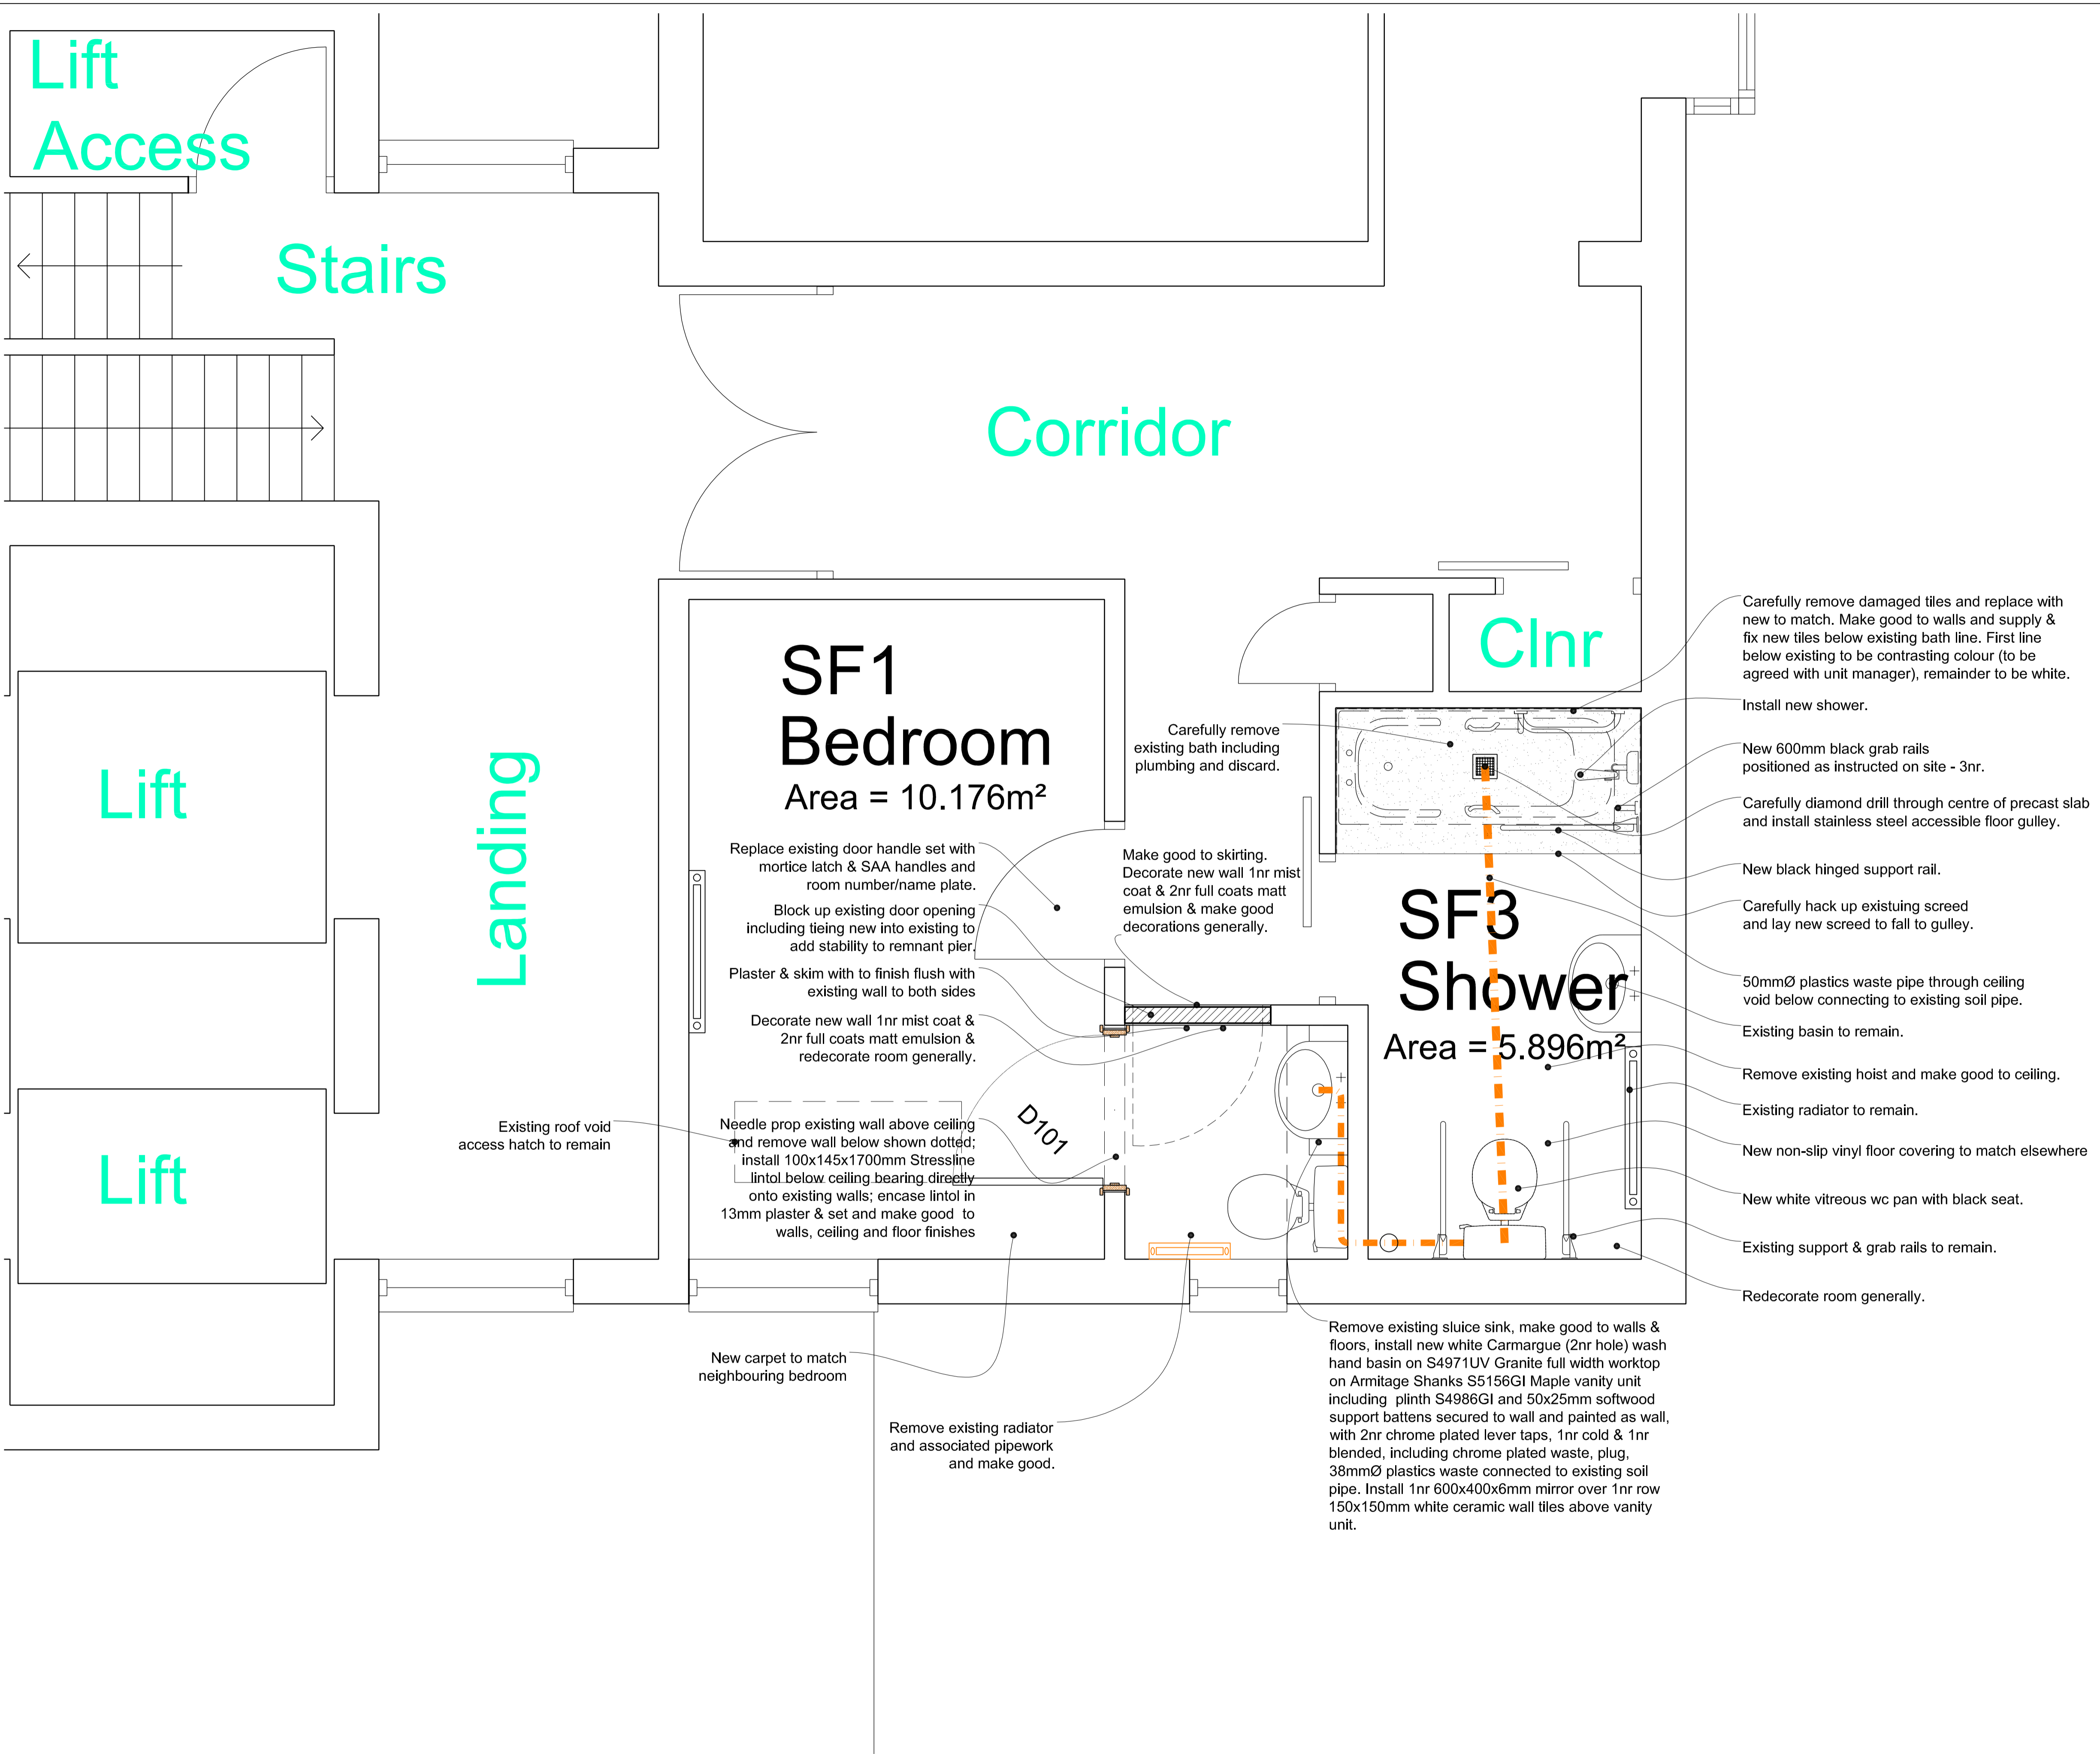 Lift
Access
Stairs
Corridor
Clnr
SF1
Bedroom
Area = 10.176m²
Lift
Landing
Lift
Carefully remove
existing bath including
plumbing and discard.
Replace existing door handle set with
mortice latch & SAA handles and
room number/name plate.
Block up existing door opening
including tieing new into existing to
add stability to remnant pier.
Plaster & skim with to finish flush with
existing wall to both sides
Decorate new wall 1nr mist coat &
2nr full coats matt emulsion &
redecorate room generally.
Make good to skirting.
Decorate new wall 1nr mist
coat & 2nr full coats matt
emulsion & make good
decorations generally.
SF3
Shower
Area = 5.896m²
Existing roof void
access hatch to remain
Needle prop existing wall above ceiling
and remove wall below shown dotted;
install 100x145x1700mm Stressline
lintol below ceiling bearing directly
onto existing walls; encase lintol in
13mm plaster & set and make good to
walls, ceiling and floor finishes
D101
Carefully remove damaged tiles and replace with
new to match. Make good to walls and supply &
fix new tiles below existing bath line. First line
below existing to be contrasting colour (to be
agreed with unit manager), remainder to be white.
Install new shower.
New 600mm black grab rails
positioned as instructed on site - 3nr.
Carefully diamond drill through centre of precast slab
and install stainless steel accessible floor gulley.
New black hinged support rail.
Carefully hack up existuing screed
and lay new screed to fall to gulley.
50mmØ plastics waste pipe through ceiling
void below connecting to existing soil pipe.
Existing basin to remain.
Remove existing hoist and make good to ceiling.
Existing radiator to remain.
New non-slip vinyl floor covering to match elsewhere
New white vitreous wc pan with black seat.
Existing support & grab rails to remain.
Redecorate room generally.
New carpet to match
neighbouring bedroom
Remove existing radiator
and associated pipework
and make good.
Remove existing sluice sink, make good to walls &
floors, install new white Carmargue (2nr hole) wash
hand basin on S4971UV Granite full width worktop
on Armitage Shanks S5156GI Maple vanity unit
including plinth S4986GI and 50x25mm softwood
support battens secured to wall and painted as wall,
with 2nr chrome plated lever taps, 1nr cold & 1nr
blended, including chrome plated waste, plug,
38mmØ plastics waste connected to existing soil
pipe. Install 1nr 600x400x6mm mirror over 1nr row
150x150mm white ceramic wall tiles above vanity
unit.